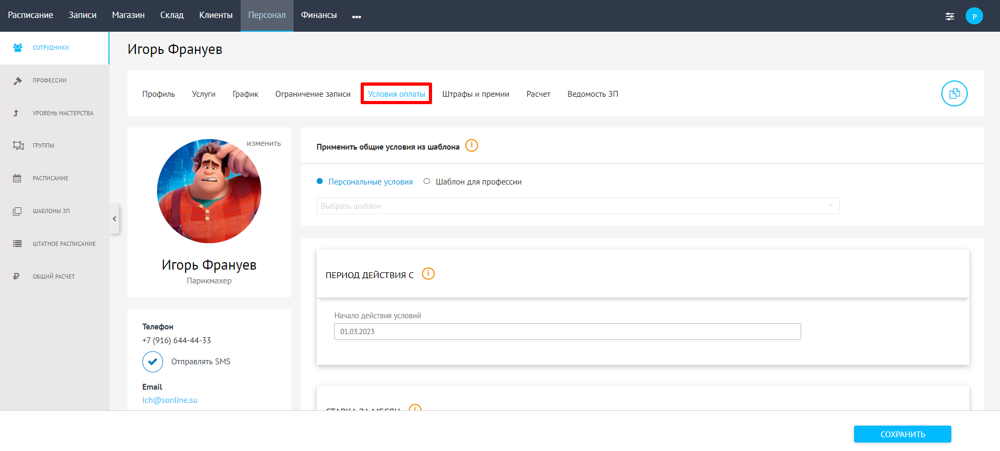 Расписание Записи Магазин Склад Клиенты Персонал Финансы ... P
СОТРУДНИКИ
ПРОФЕССИИ
УРОВЕНЬ МАСТЕРСТВА
ГРУППЫ
РАСПИСАНИЕ
ШАБЛОНЫ ЗП
ШТАТНОЕ РАСПИСАНИЕ
ОБЩИЙ РАСЧЕТ
Игорь Франуев
Профиль Услуги График Ограничение записи Условия оплаты Штрафы и премии Расчет Ведомость ЗП
изменить
Игорь Франуев
Парикмахер
Телефон
+7 (916) 644-44-33
Отправлять SMS
Email
ich@sonline.su
Применить общие условия из шаблона i
Персональные условия Шаблон для профессии
Выбрать шаблон
ПЕРИОД ДЕЙСТВИЯ С i
Начало действия условий
01.03.2023
СТАВКА ЗА МЕСЯЦ i
СОХРАНИТЬ